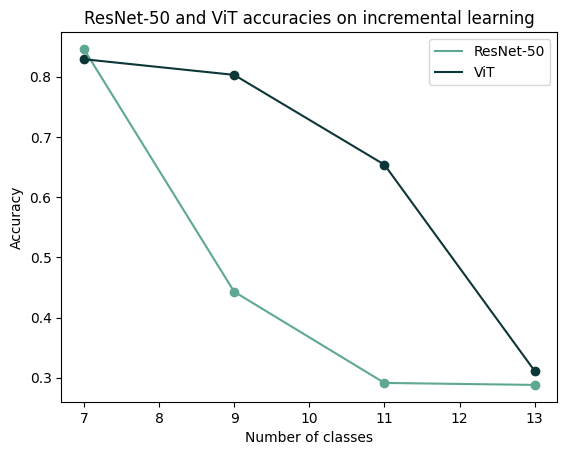 ResNet-50 and ViT accuracies on incremental learning
ResNet-50
ViT
0.8
0.7
0.6
0.5
0.4
0.3
Accuracy
7 8 9 10 11 12 13
Number of classes